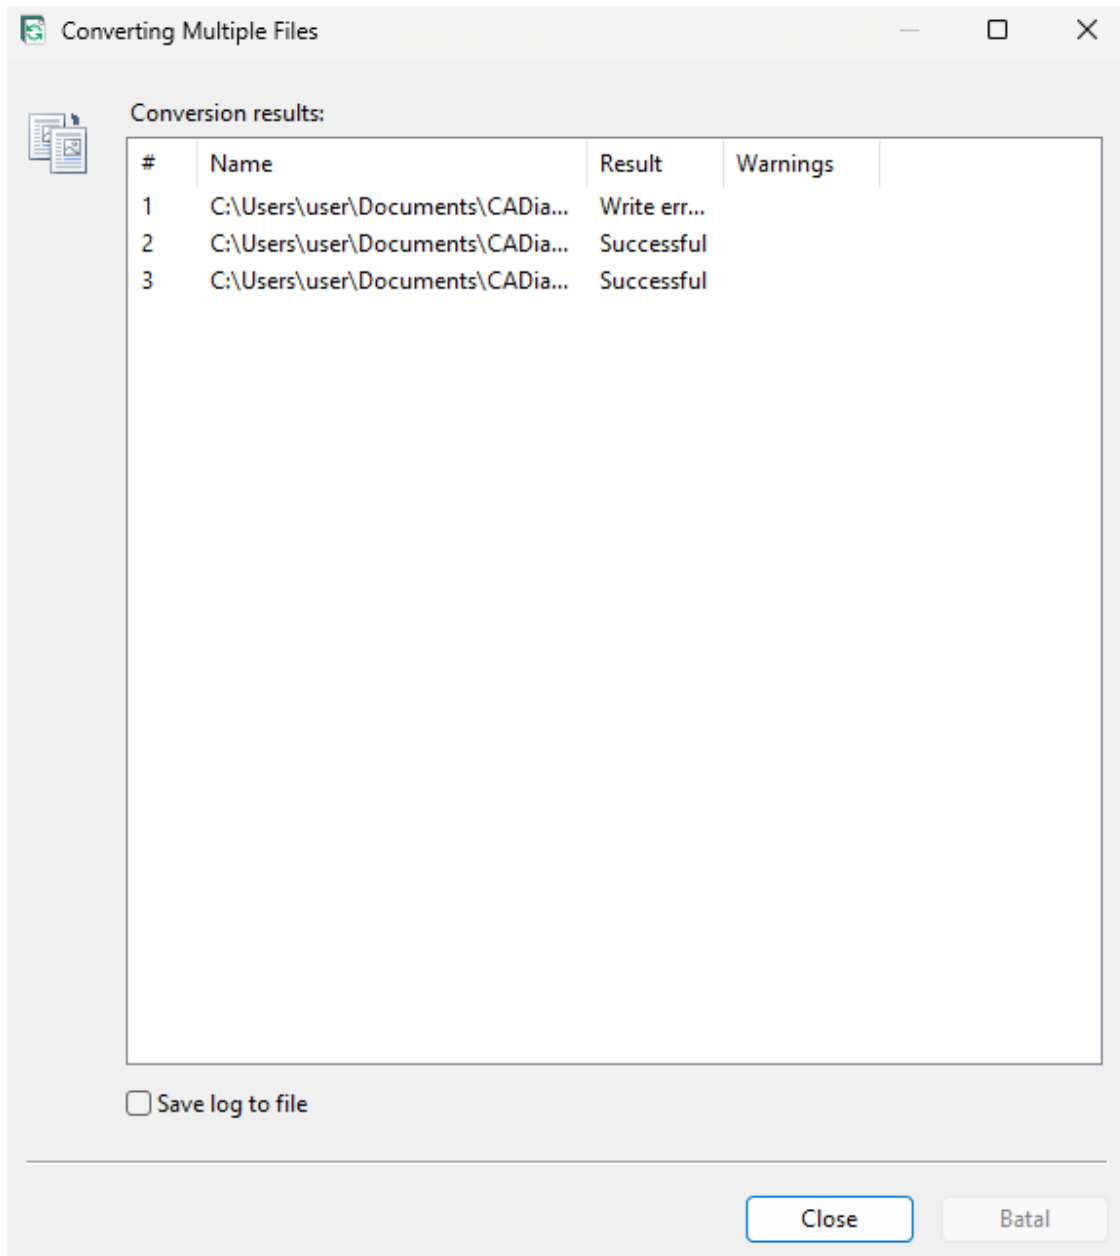 Converting Multiple Files
Conversion results:
# Name Result Warnings
1 C:\Users\user\Documents\CADia... Write err...
2 C:\Users\user\Documents\CADia... Successful
3 C:\Users\user\Documents\CADia... Successful
Save log to file
Close Batal